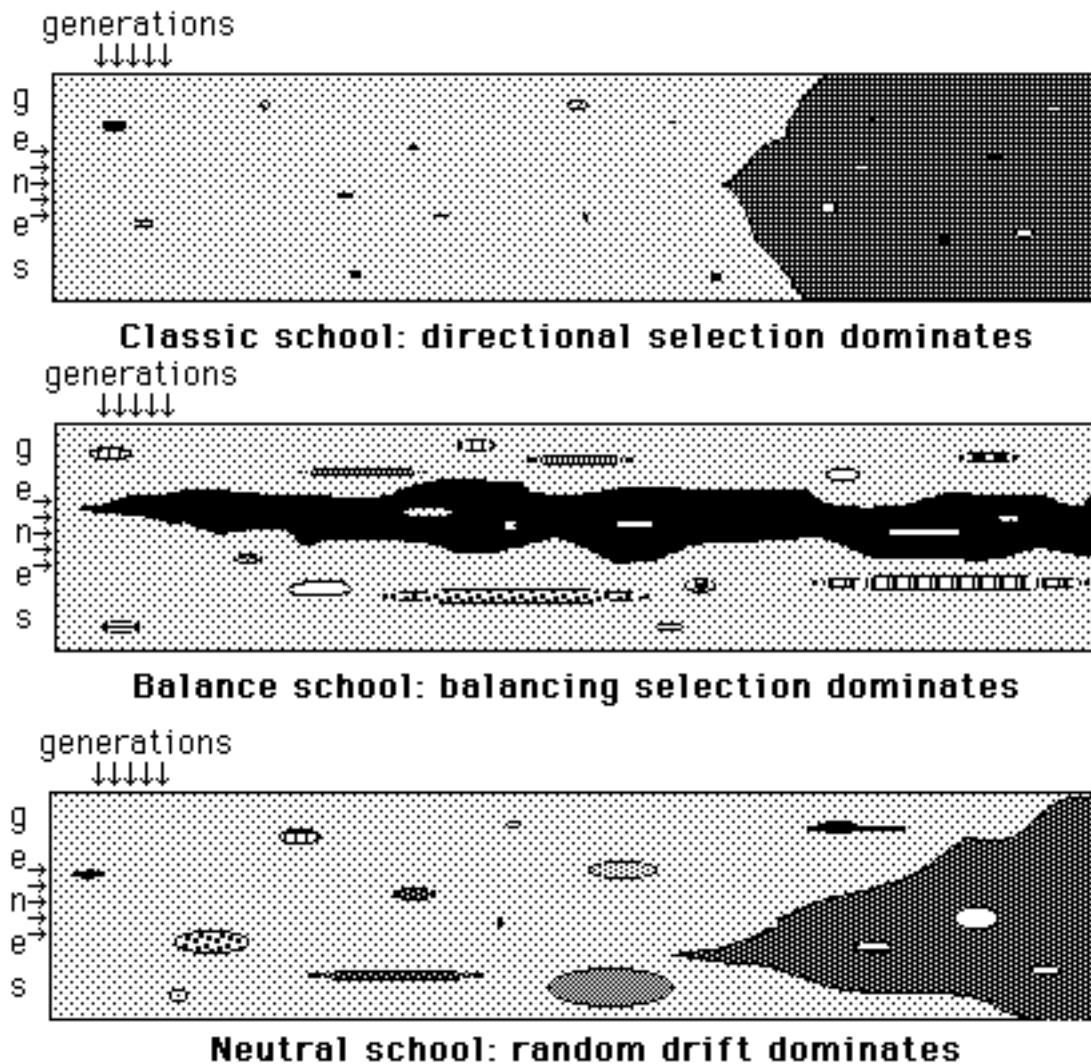 generations
↓↓↓↓↓
g
e→
→
n→
→
e→
s
Classic school: directional selection dominates
generations
↓↓↓↓↓
g
e→
→
n→
→
e→
s
Balance school: balancing selection dominates
generations
↓↓↓↓↓
g
e→
→
n→
→
e→
s
Neutral school: random drift dominates